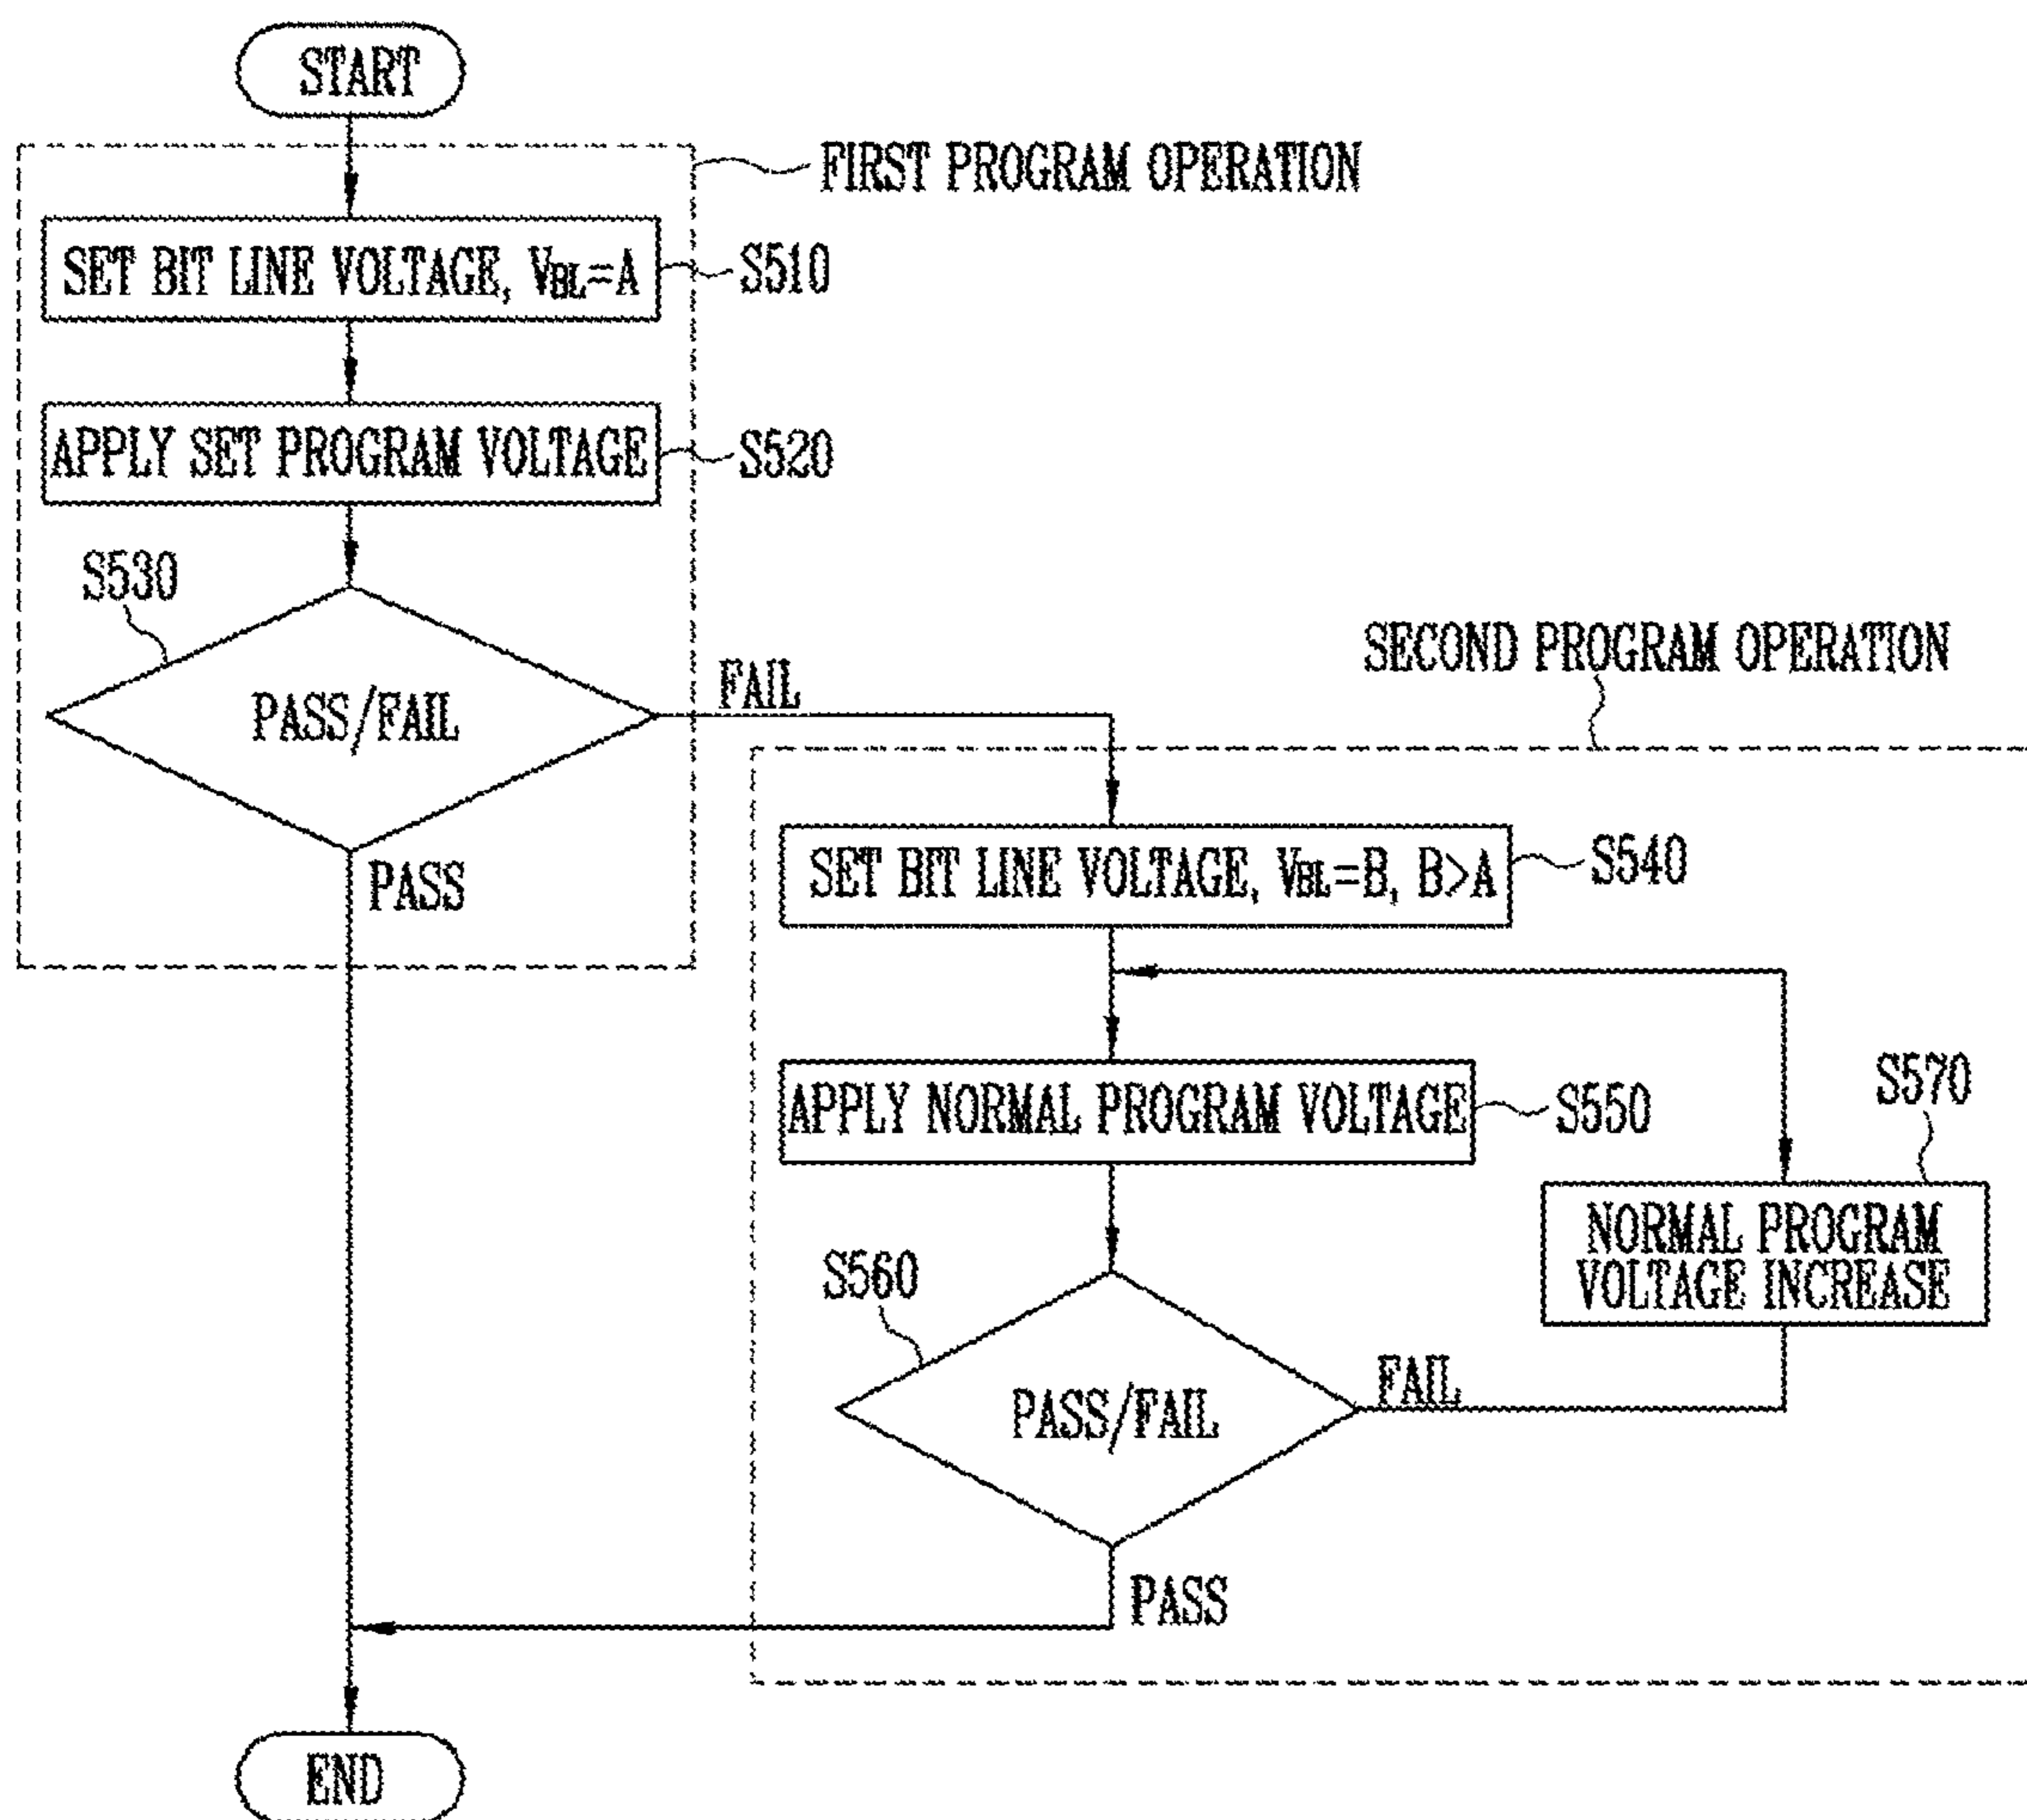 START
FIRST PROGRAM OPERATION
SET BIT LINE VOLTAGE, VBL=A
S510
APPLY SET PROGRAM VOLTAGE
S520
S530
PASS/FAIL
FAIL
PASS
SECOND PROGRAM OPERATION
SET BIT LINE VOLTAGE, VBL=B, B>A
S540
APPLY NORMAL PROGRAM VOLTAGE
S550
S570
NORMAL PROGRAM
VOLTAGE INCREASE
S560
PASS/FAIL
FAIL
PASS
END